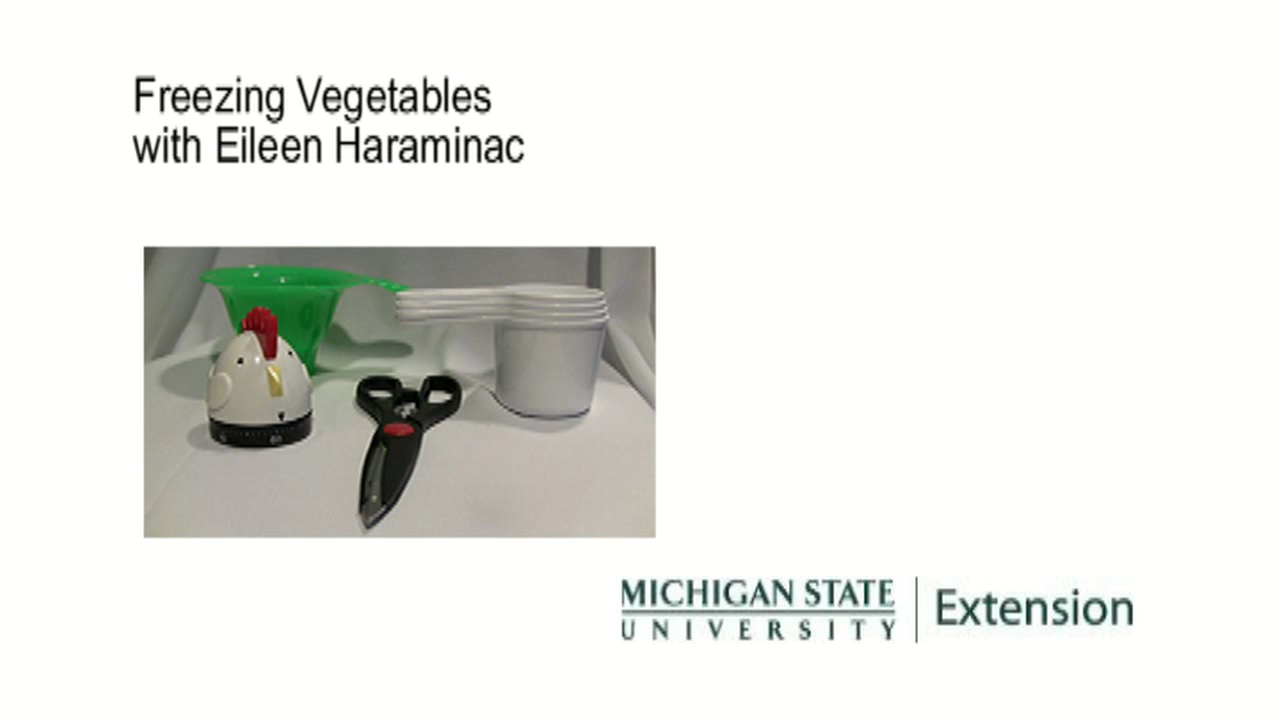 Freezing Vegetables
with Eileen Haraminac
MICHIGAN STATE
UNIVERSITY
Extension